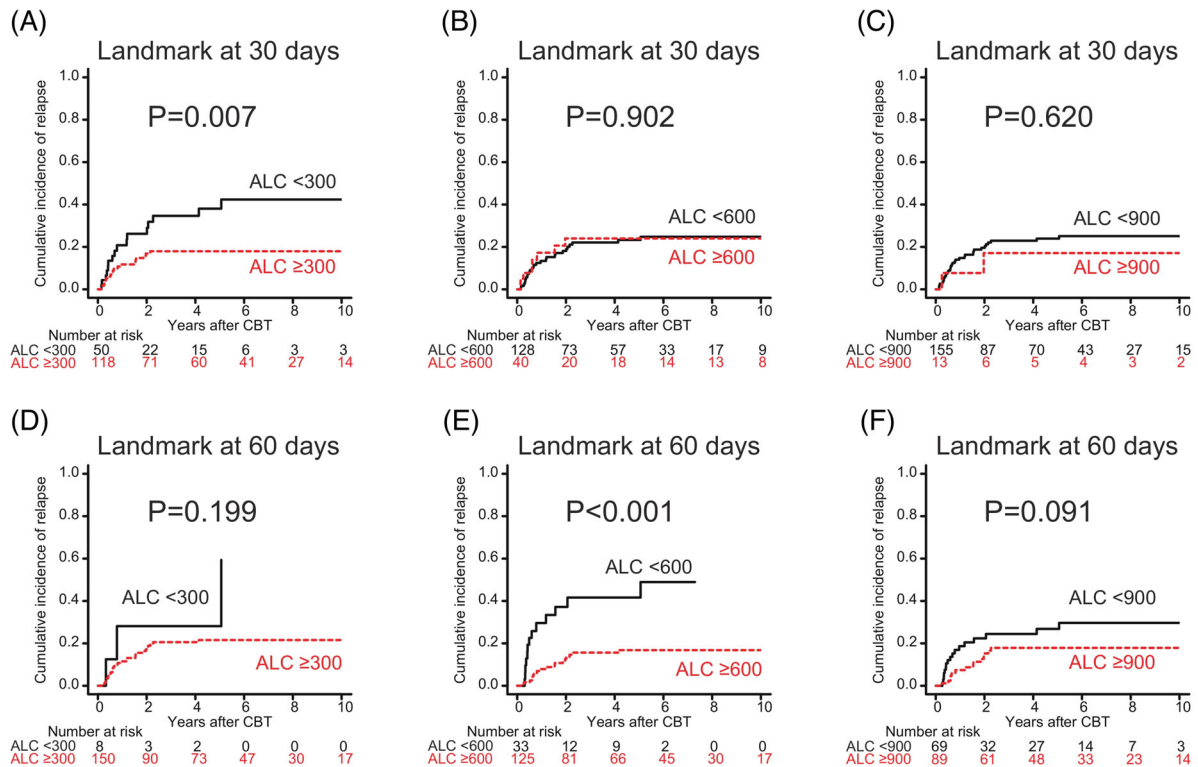 (A)
Landmark at 30 days
Cumulative incidence of relapse
1.0
0.8
0.6
0.4
0.2
0.0
P=0.007
ALC <300
ALC ≥300
0 2 4 6 8 10
Years after CBT
Number at risk
ALC <300 50 22 15 6 3 3
ALC ≥300 118 71 60 41 27 14
(B)
Landmark at 30 days
Cumulative incidence of relapse
1.0
0.8
0.6
0.4
0.2
0.0
P=0.902
ALC <600
ALC ≥600
0 2 4 6 8 10
Years after CBT
Number at risk
ALC <600 128 73 57 33 17 9
ALC ≥600 40 20 18 14 13 8
(C)
Landmark at 30 days
Cumulative incidence of relapse
1.0
0.8
0.6
0.4
0.2
0.0
P=0.620
ALC <900
ALC ≥900
0 2 4 6 8 10
Years after CBT
Number at risk
ALC <900 155 87 70 43 27 15
ALC ≥900 13 6 5 4 3 2
(D)
Landmark at 60 days
Cumulative incidence of relapse
1.0
0.8
0.6
0.4
0.2
0.0
P=0.199
ALC <300
ALC ≥300
0 2 4 6 8 10
Years after CBT
Number at risk
ALC <300 8 3 2 0 0 0
ALC ≥300 150 90 73 47 30 17
(E)
Landmark at 60 days
Cumulative incidence of relapse
1.0
0.8
0.6
0.4
0.2
0.0
P<0.001
ALC <600
ALC ≥600
0 2 4 6 8 10
Years after CBT
Number at risk
ALC <600 33 12 9 2 0 0
ALC ≥600 125 81 66 45 30 17
(F)
Landmark at 60 days
Cumulative incidence of relapse
1.0
0.8
0.6
0.4
0.2
0.0
P=0.091
ALC <900
ALC ≥900
0 2 4 6 8 10
Years after CBT
Number at risk
ALC <900 69 32 27 14 7 3
ALC ≥900 89 61 48 33 23 14